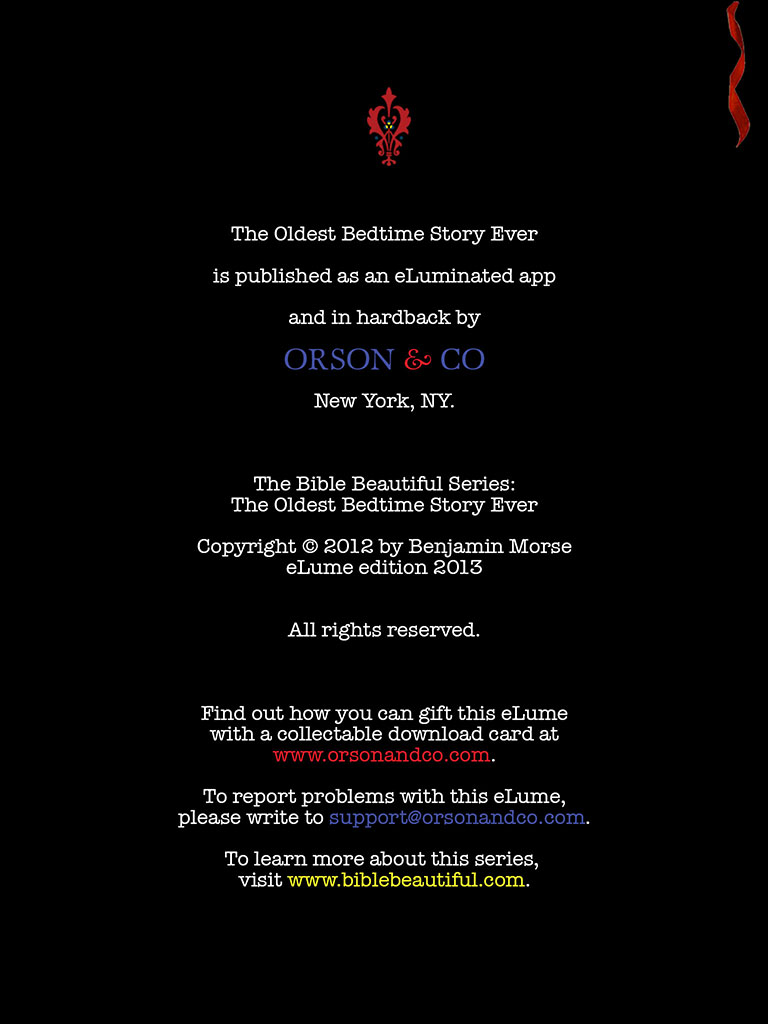 The Oldest Bedtime Story Ever
is published as an eLuminated app
and in hardback by
ORSON & CO
New York, NY.
The Bible Beautiful Series:
The Oldest Bedtime Story Ever
Copyright © 2012 by Benjamin Morse
eLume edition 2013
All rights reserved.
Find out how you can gift this eLume
with a collectable download card at
www.orsonandco.com.
To report problems with this eLume,
please write to support@orsonandco.com.
To learn more about this series,
visit www.biblebeautiful.com.